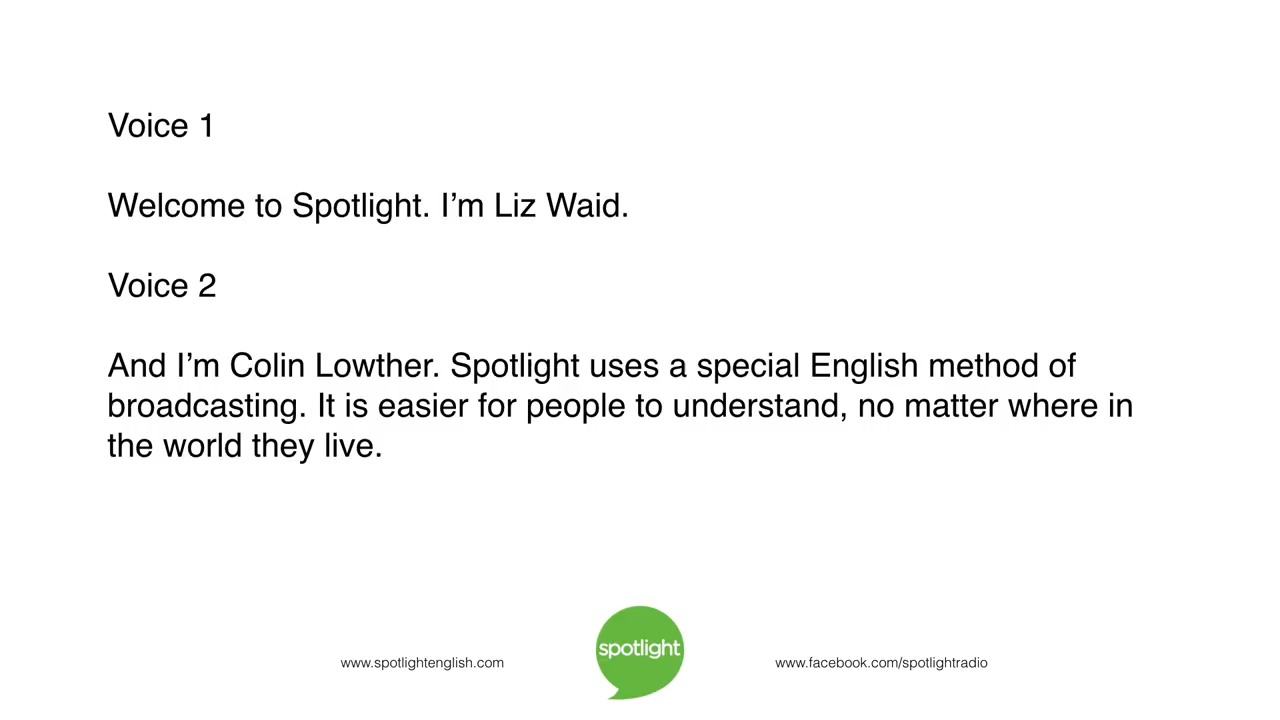 Voice 1
Welcome to Spotlight. I’m Liz Waid.
Voice 2
And I’m Colin Lowther. Spotlight uses a special English method of
broadcasting. It is easier for people to understand, no matter where in
the world they live.
www.spotlightenglish.com
spotlight
www.facebook.com/spotlightradio